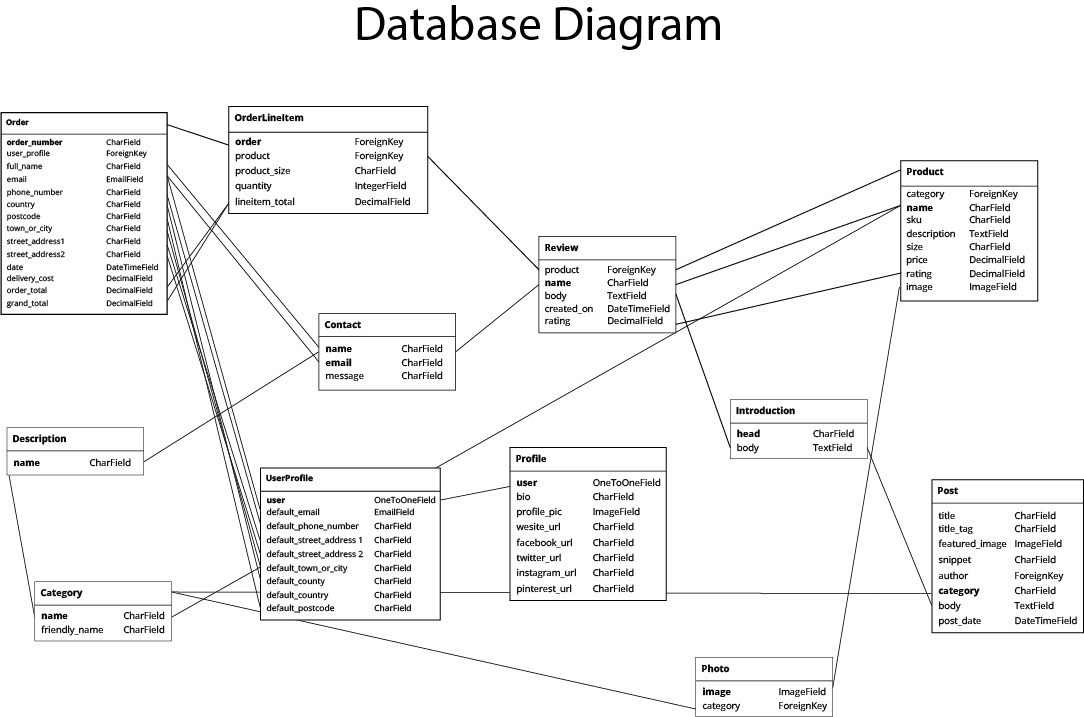 Database Diagram
Order
order_number CharField
user_profile ForeignKey
full_name CharField
email EmailField
phone_number CharField
country CharField
postcode CharField
town_or_city CharField
street_address1 CharField
street_address2 CharField
date DateTimeField
delivery_cost DecimalField
order_total DecimalField
grand_total DecimalField
OrderLineItem
order ForeignKey
product ForeignKey
product_size CharField
quantity IntegerField
lineitem_total DecimalField
Product
category ForeignKey
name CharField
sku CharField
description TextField
size CharField
price DecimalField
rating DecimalField
image ImageField
Review
product ForeignKey
name CharField
body TextField
created_on DateTimeField
rating DecimalField
Contact
name CharField
email CharField
message CharField
Introduction
head CharField
body TextField
Description
name CharField
UserProfile
user OneToOneField
default_email EmailField
default_phone_number CharField
default_street_address 1 CharField
default_street_address 2 CharField
default_town_or_city CharField
default_county CharField
default_country CharField
default_postcode CharField
Profile
user OneToOneField
bio CharField
profile_pic ImageField
wesite_url CharField
facebook_url CharField
twitter_url CharField
instagram_url CharField
pinterest_url CharField
Post
title CharField
title_tag CharField
featured_image ImageField
snippet CharField
author ForeignKey
category CharField
body TextField
post_date DateTimeField
Category
name CharField
friendly_name CharField
Photo
image ImageField
category ForeignKey